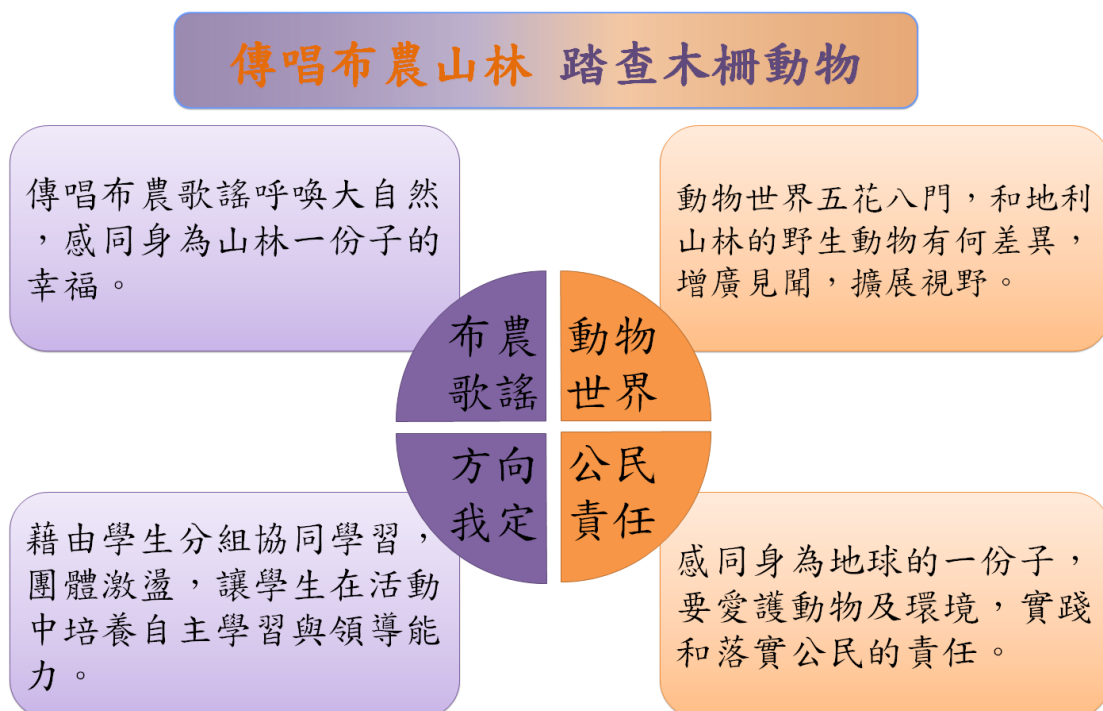 傳唱布農山林 踏查木柵動物
傳唱布農歌謠呼喚大自然
，感同身為山林一份子的
幸福。
動物世界五花八門，和地利
山林的野生動物有何差異，
增廣見聞，擴展視野。
布農
歌謠
動物
世界
方向
我定
公民
責任
藉由學生分組協同學習，
團體激盪，讓學生在活動
中培養自主學習與領導能
力。
感同身為地球的一份子，
要愛護動物及環境，實踐
和落實公民的責任。